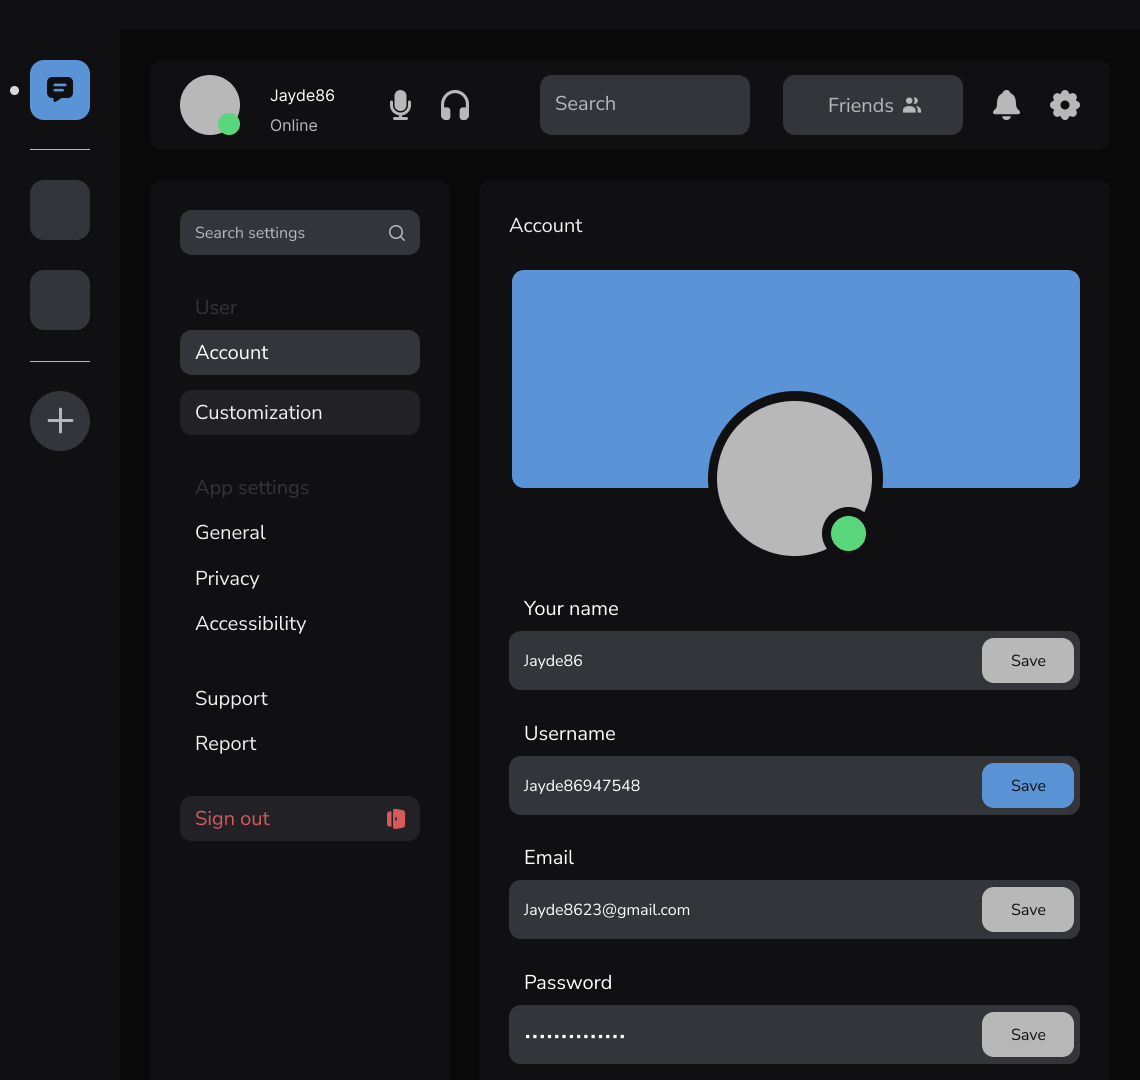 Jayde86
Online
Search
Friends
Search settings
User
Account
Customization
App settings
General
Privacy
Accessibility
Support
Report
Sign out
Account
Your name
Jayde86
Save
Username
Jayde86947548
Save
Email
Jayde8623@gmail.com
Save
Password
••••••••••••••
Save